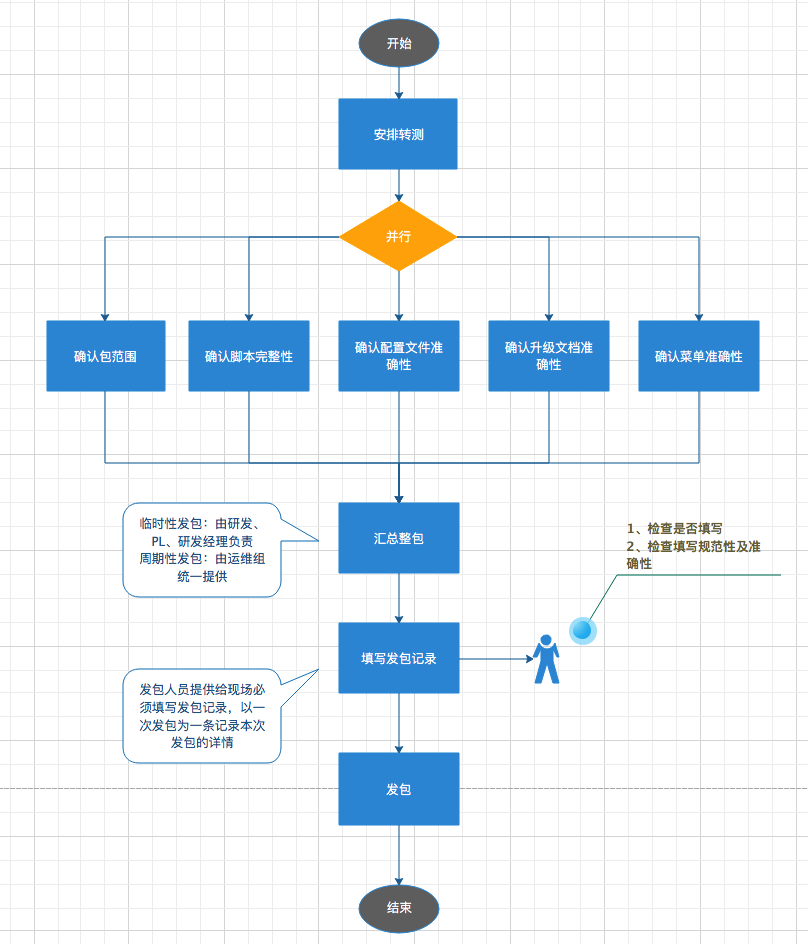 开始
安排转测
并行
确认包范围
确认脚本完整性
确认配置文件准
确性
确认升级文档准
确性
确认菜单准确性
临时性发包：由研发、
PL、研发经理负责
周期性发包：由运维组
统一提供
汇总整包
1、检查是否填写
2、检查填写规范性及准
确性
填写发包记录
发包人员提供给现场必
须填写发包记录，以一
次发包为一条记录本次
发包的详情
发包
结束